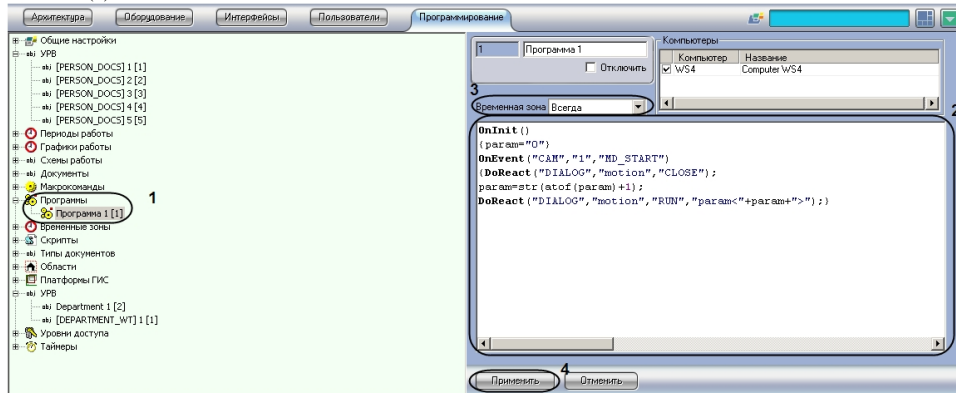 Архитектура Оборудование Интерфейсы Пользователи Программирование
Общие настройки
УРВ
[PERSON_DOCS] 1 [1]
[PERSON_DOCS] 2 [2]
[PERSON_DOCS] 3 [3]
[PERSON_DOCS] 4 [4]
[PERSON_DOCS] 5 [5]
Периоды работы
Графики работы
Схемы работы
Документы
Макрокоманды
Программы
Программа 1 [1]
1
Временные зоны
Скрипты
Типы документов
Области
Платформы ГИС
УРВ
Department 1 [2]
[DEPARTMENT_WT] 1 [1]
Уровни доступа
Таймеры
1 Программа 1
Отключить
Компьютеры
Компьютер Название
WS4 Computer WS4
3
Временная зона Всегда
2
OnInit()
{param="0"}
OnEvent("CAM","1","MD_START")
{DoReact("DIALOG","motion","CLOSE");
param=str(atof(param)+1);
DoReact("DIALOG","motion","RUN","param<"+param+">");}
4
Применить Отменить